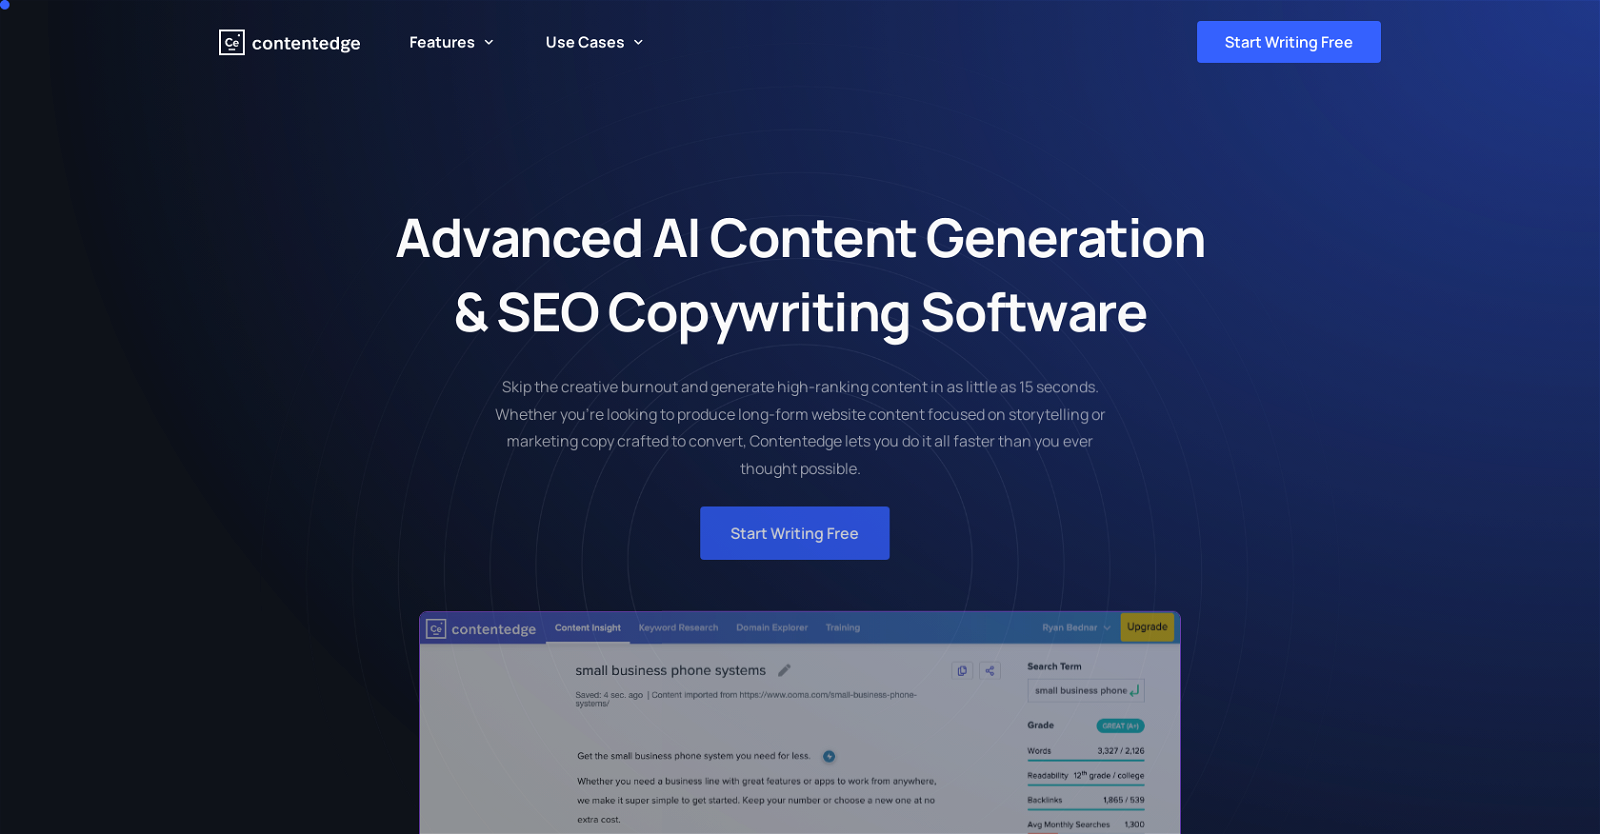 Ce contentedge Features Use Cases Start Writing Free
Advanced AI Content Generation
& SEO Copywriting Software
Skip the creative burnout and generate high-ranking content in as little as 15 seconds.
Whether you're looking to produce long-form website content focused on storytelling or
marketing copy crafted to convert, Contentedge lets you do it all faster than you ever
thought possible.
Start Writing Free
Ce contentedge Content Insight Keyword Research Domain Explorer Training Ryan Bednar Upgrade
small business phone systems
Saved: 4 sec. ago | Content imported from https://www.ooma.com/small-business-phone-
systems/
Get the small business phone system you need for less.
Whether you need a business line with great features or apps to work from anywhere,
we make it super simple to get started. Keep your number or choose a new one at no
extra cost.
Search Term
small business phone
Grade GREAT (A+)
Words 3,327 / 2,126
Readability 12th grade / college
Backlinks 1,865 / 539
Avg Monthly Searches 1,300